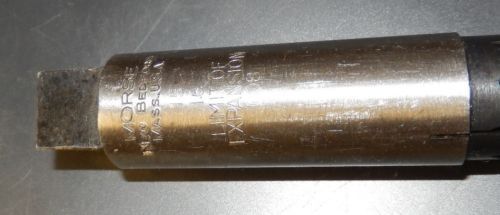 MORSE
NEW BEDFORD
MASS. U.S.A.
LIMIT OF
EXPANSION